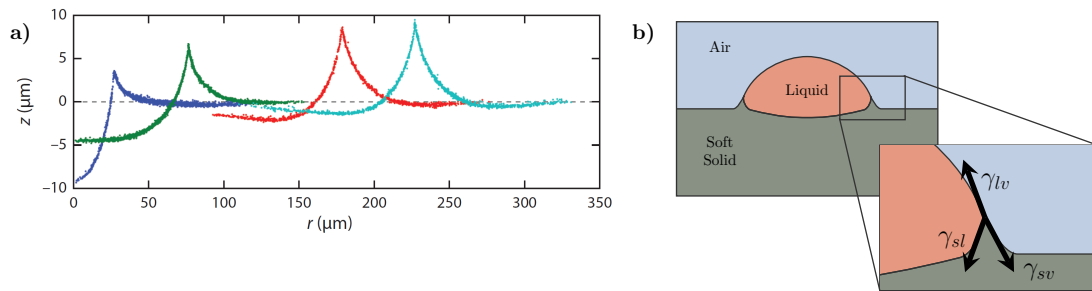 a)
10
5
0
−5
−10
z (µm)
0
50
100
150
200
250
300
350
r (µm)
b)
Air
Liquid
Soft
Solid
γlv
γsl
γsv